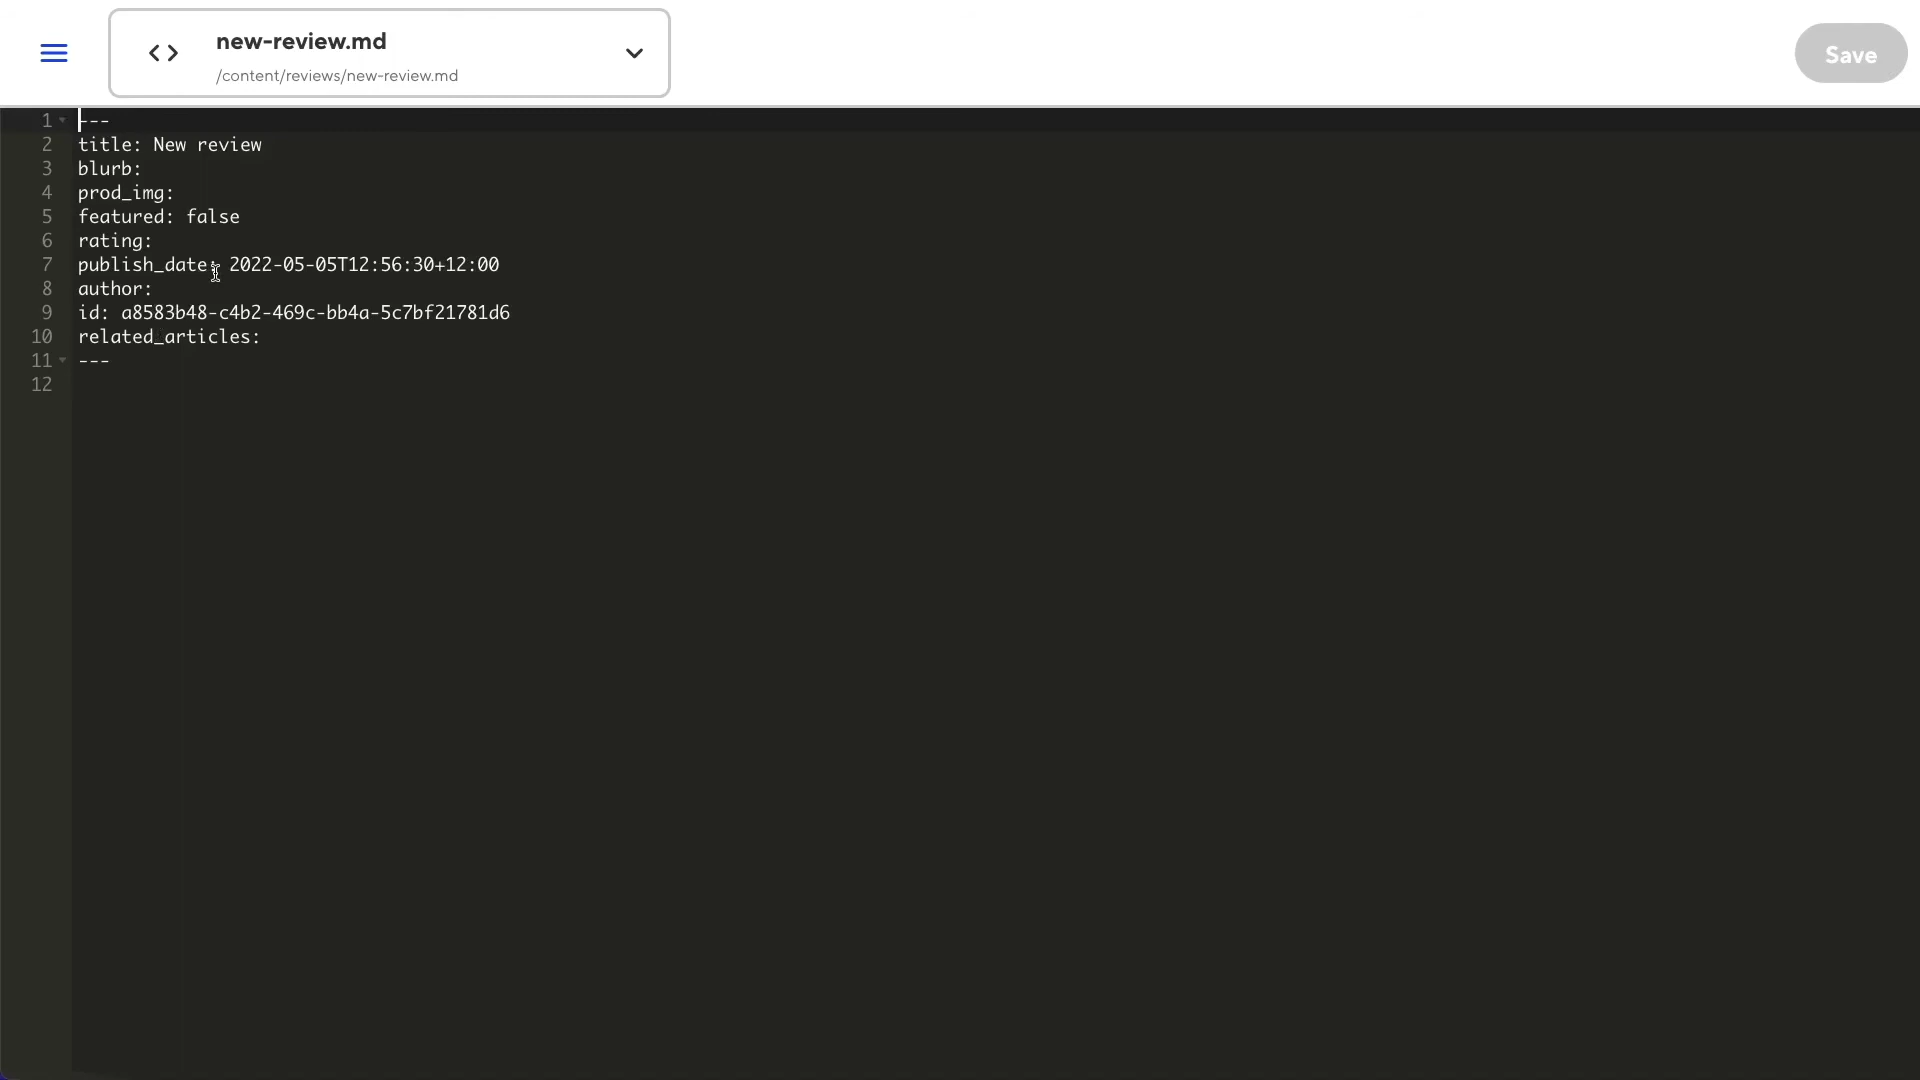 new-review.md
/content/reviews/new-review.md
Save
1 ---
2 title: New review
3 blurb:
4 prod_img:
5 featured: false
6 rating:
7 publish_date: 2022-05-05T12:56:30+12:00
8 author:
9 id: a8583b48-c4b2-469c-bb4a-5c7bf21781d6
10 related_articles:
11 ---
12